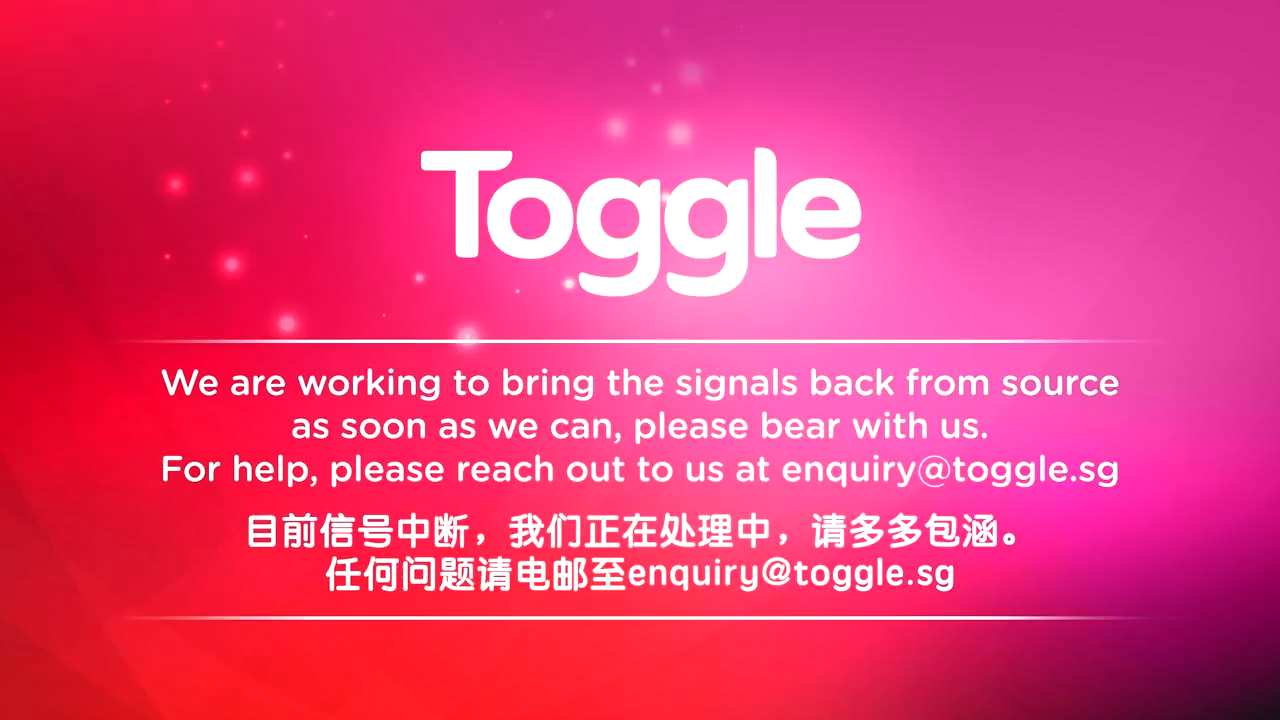 Toggle
We are working to bring the signals back from source
as soon as we can, please bear with us.
For help, please reach out to us at enquiry@toggle.sg
目前信号中断，我们正在处理中，请多多包涵。
任何问题请电邮至enquiry@toggle.sg